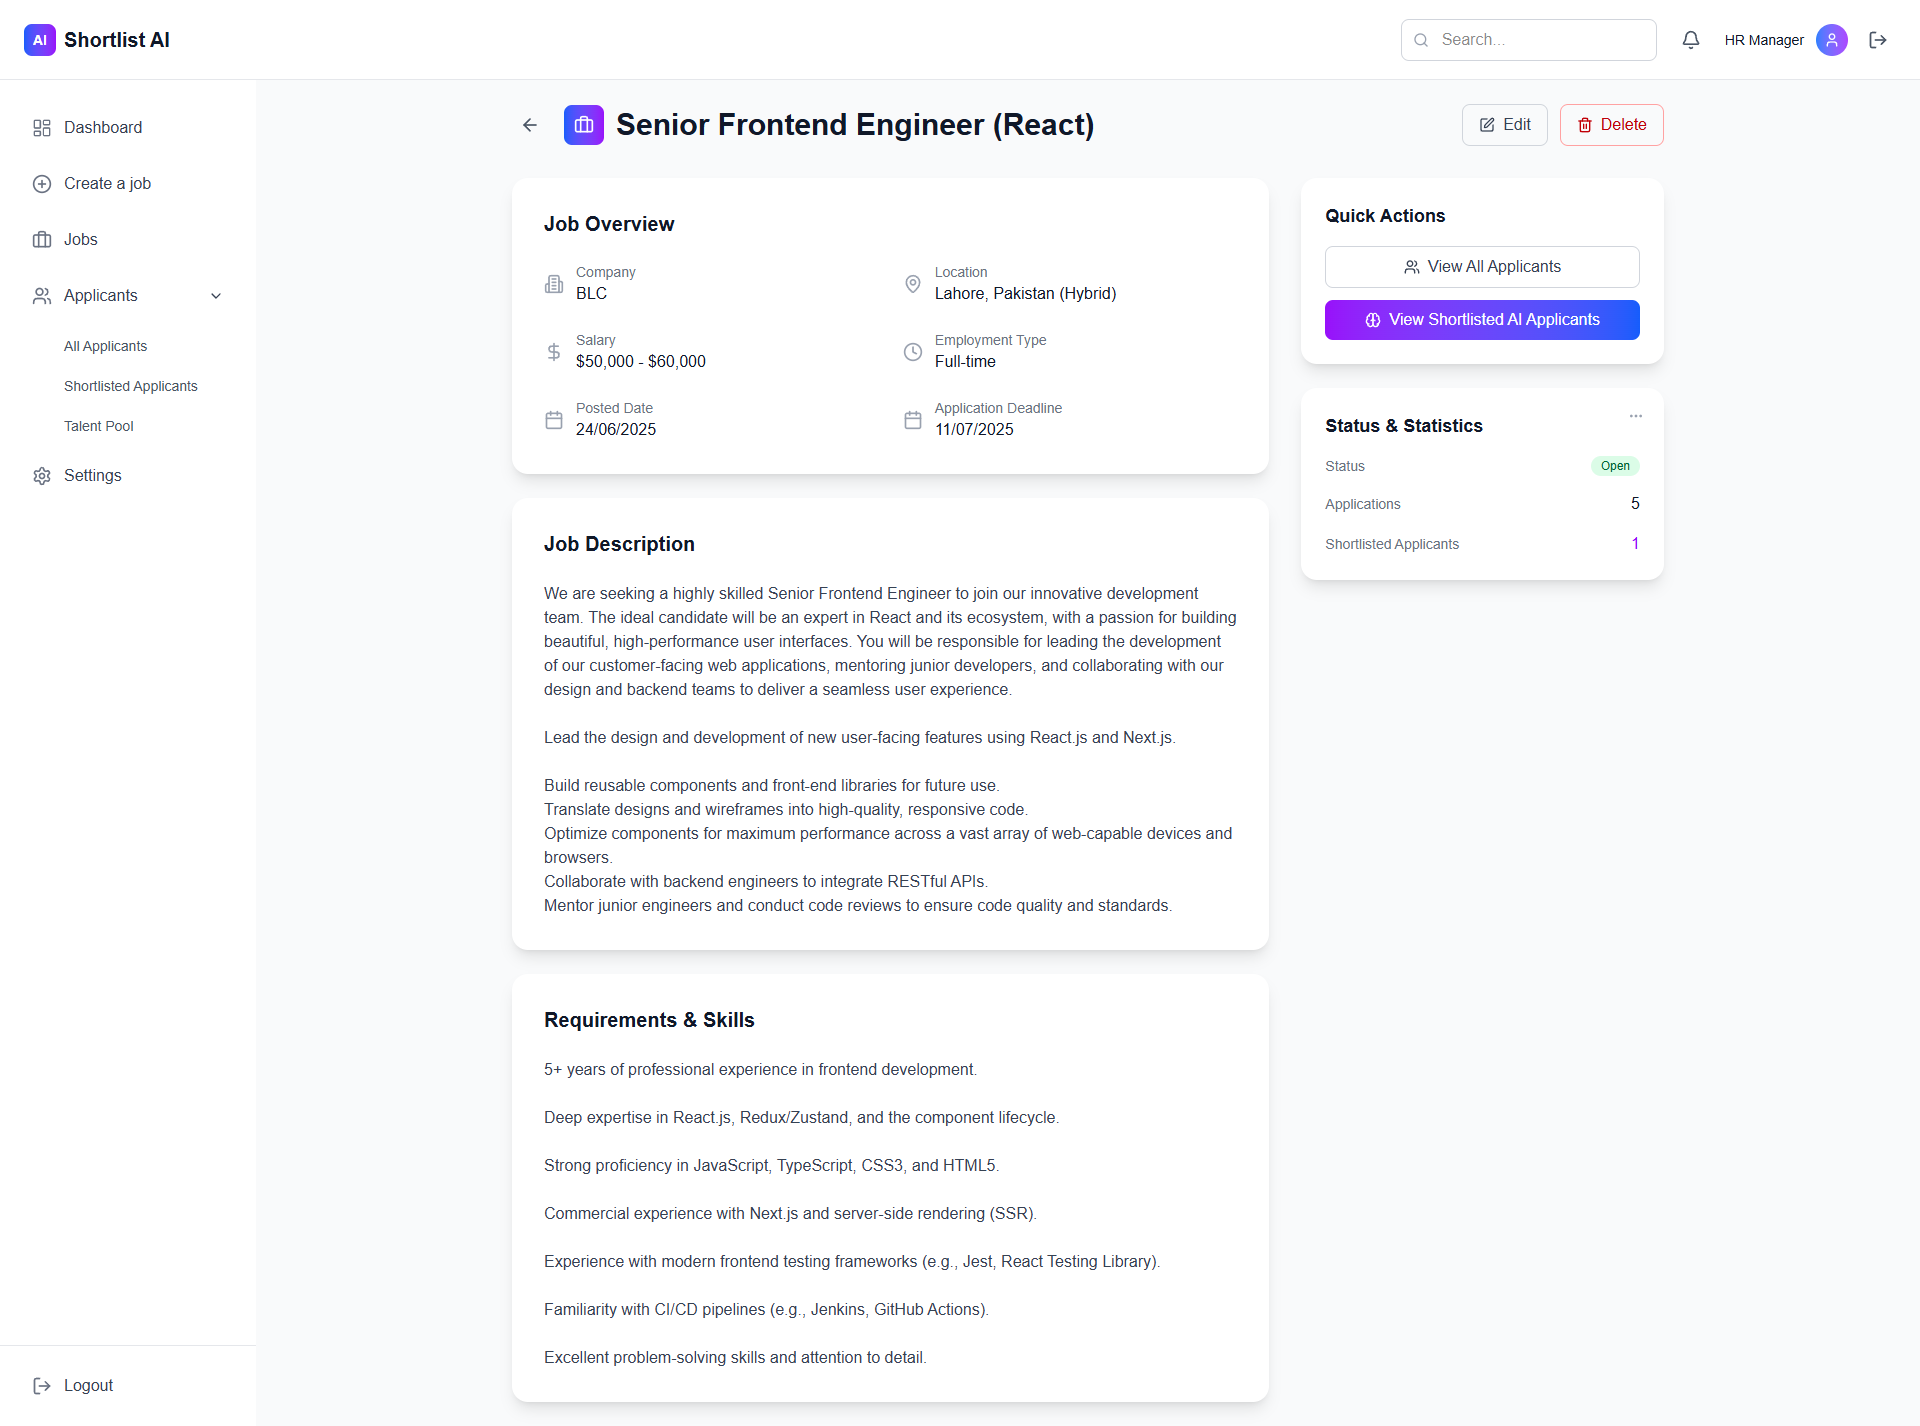 AI Shortlist AI
Search...
HR Manager
Dashboard
Create a job
Jobs
Applicants
All Applicants
Shortlisted Applicants
Talent Pool
Settings
Logout
Senior Frontend Engineer (React)
Edit
Delete
Job Overview
Company
BLC
Location
Lahore, Pakistan (Hybrid)
Salary
$50,000 - $60,000
Employment Type
Full-time
Posted Date
24/06/2025
Application Deadline
11/07/2025
Job Description
We are seeking a highly skilled Senior Frontend Engineer to join our innovative development
team. The ideal candidate will be an expert in React and its ecosystem, with a passion for building
beautiful, high-performance user interfaces. You will be responsible for leading the development
of our customer-facing web applications, mentoring junior developers, and collaborating with our
design and backend teams to deliver a seamless user experience.
Lead the design and development of new user-facing features using React.js and Next.js.
Build reusable components and front-end libraries for future use.
Translate designs and wireframes into high-quality, responsive code.
Optimize components for maximum performance across a vast array of web-capable devices and
browsers.
Collaborate with backend engineers to integrate RESTful APIs.
Mentor junior engineers and conduct code reviews to ensure code quality and standards.
Requirements & Skills
5+ years of professional experience in frontend development.
Deep expertise in React.js, Redux/Zustand, and the component lifecycle.
Strong proficiency in JavaScript, TypeScript, CSS3, and HTML5.
Commercial experience with Next.js and server-side rendering (SSR).
Experience with modern frontend testing frameworks (e.g., Jest, React Testing Library).
Familiarity with CI/CD pipelines (e.g., Jenkins, GitHub Actions).
Excellent problem-solving skills and attention to detail.
Quick Actions
View All Applicants
View Shortlisted AI Applicants
Status & Statistics
Status
Open
Applications
5
Shortlisted Applicants
1